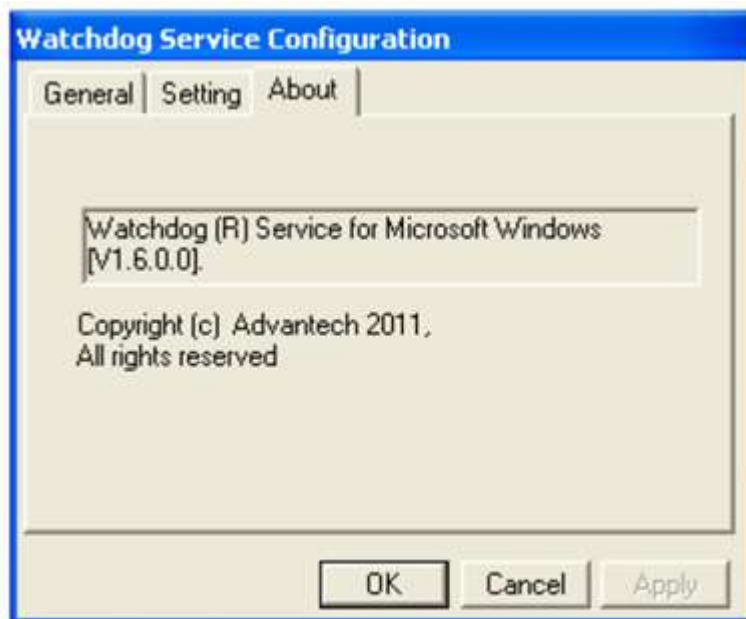 Watchdog Service Configuration
General Setting About
Watchdog (R) Service for Microsoft Windows
[V1.6.0.0].
Copyright (c) Advantech 2011,
All rights reserved
OK Cancel Apply